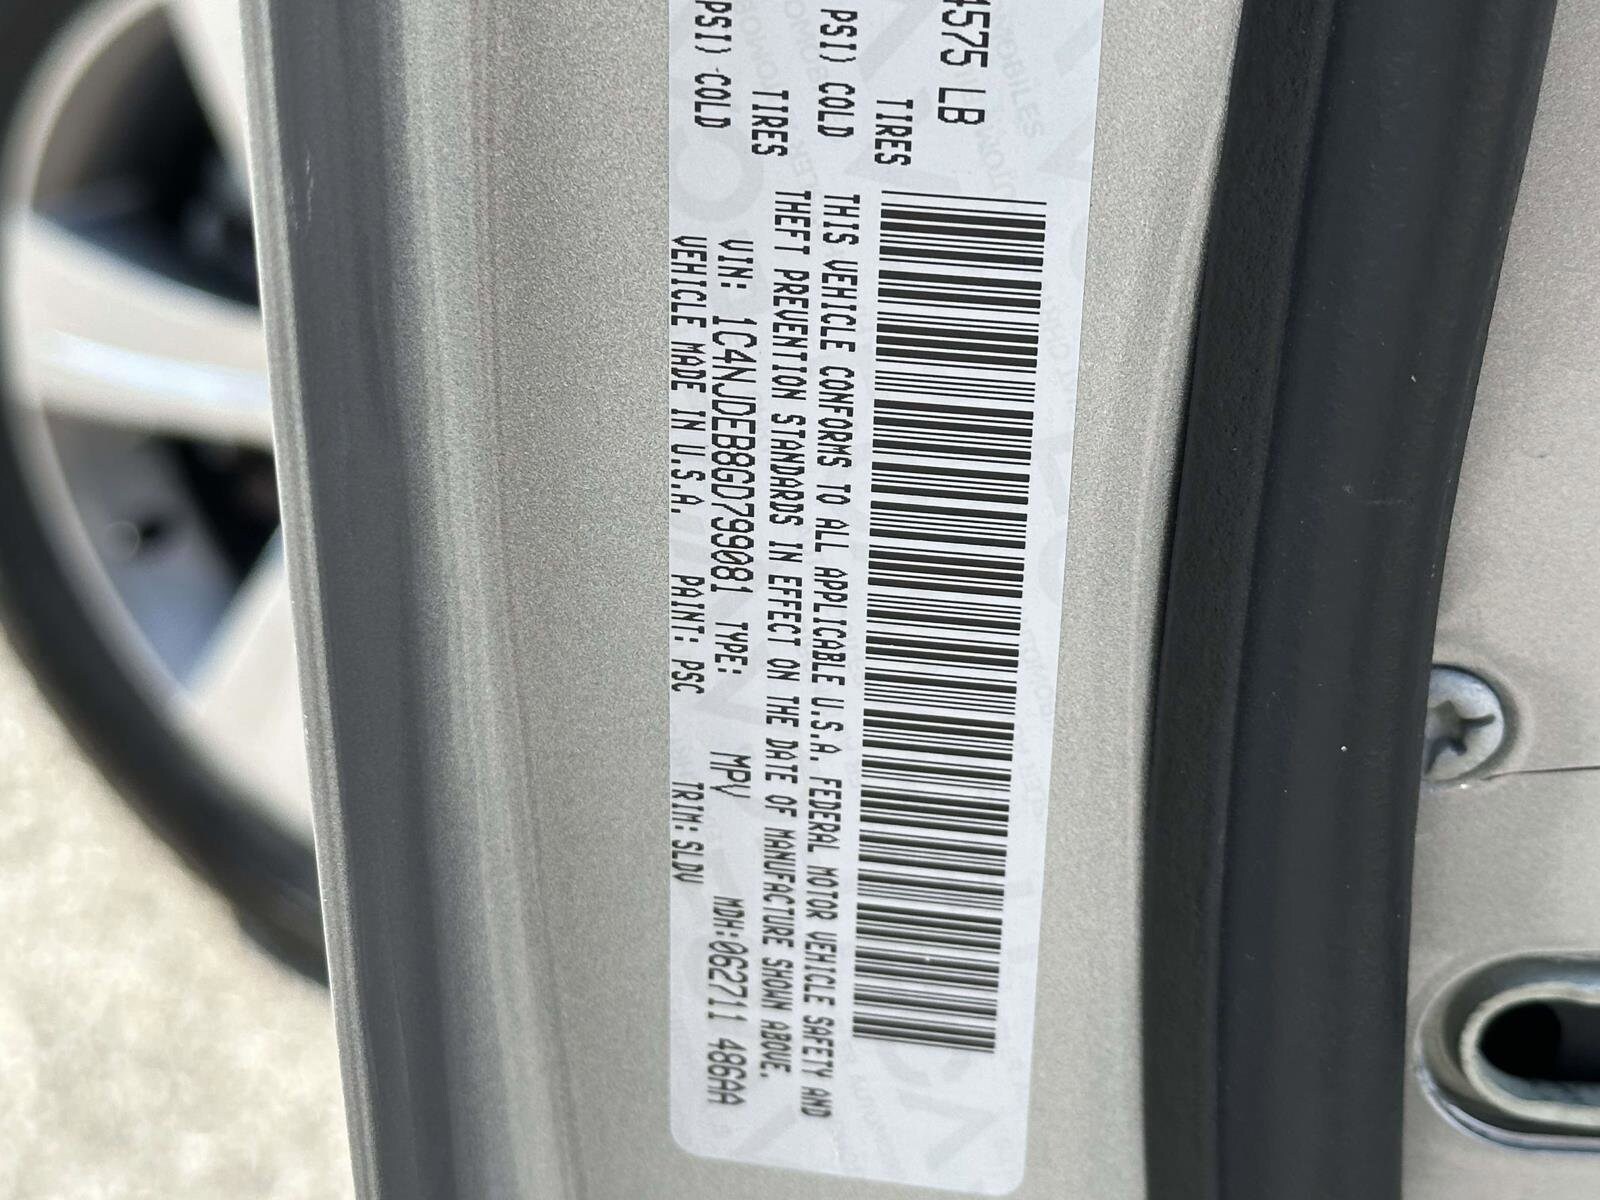 4575 LB
TIRES
PSI) COLD
TIRES
PSI) COLD
THIS VEHICLE CONFORMS TO ALL APPLICABLE U.S.A. FEDERAL MOTOR VEHICLE SAFETY AND
THEFT PREVENTION STANDARDS IN EFFECT ON THE DATE OF MANUFACTURE SHOWN ABOVE.
VIN: 1C4NJDEB8GD799081 TYPE: MPV MDH:062711 486AA
VEHICLE MADE IN U.S.A. PAINT: PSC TRIM: SLDV